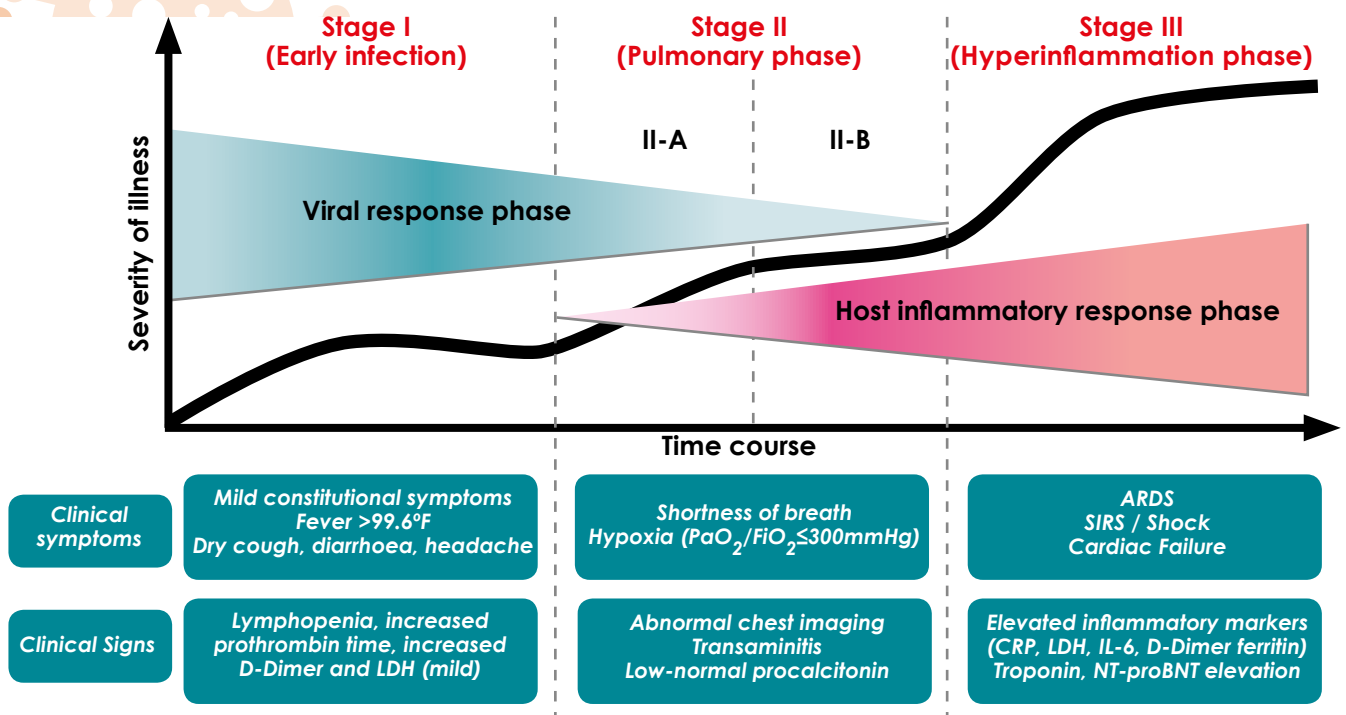 Stage I
(Early infection)
Stage II
(Pulmonary phase)
Stage III
(Hyperinflammation phase)
II-A
II-B
Severity of illness
Viral response phase
Host inflammatory response phase
Time course
Clinical
symptoms
Mild constitutional symptoms
Fever >99.6ºF
Dry cough, diarrhoea, headache
Shortness of breath
Hypoxia (PaO2/FiO2≤300mmHg)
ARDS
SIRS / Shock
Cardiac Failure
Clinical Signs
Lymphopenia, increased
prothrombin time, increased
D-Dimer and LDH (mild)
Abnormal chest imaging
Transaminitis
Low-normal procalcitonin
Elevated inflammatory markers
(CRP, LDH, IL-6, D-Dimer ferritin)
Troponin, NT-proBNT elevation